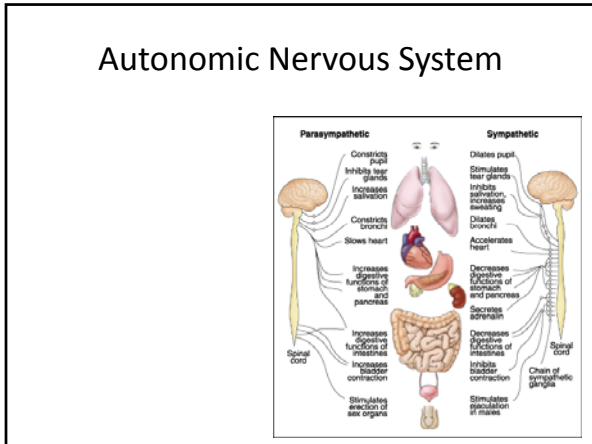 Autonomic Nervous System
Parasympathetic
Constricts
pupil
Inhibits tear
glands
Increases
salivation
Constricts
bronchi
Slows heart
Increases
digestive
functions of
stomach
and
pancreas
Increases
digestive
functions of
intestines
Increases
bladder
contraction
Stimulates
erection of
sex organs
Spinal
cord
Sympathetic
Dilates pupil
Stimulates
tear glands
Inhibits
salivation,
increases
sweating
Dilates
bronchi
Accelerates
heart
Decreases
digestive
functions of
stomach
and pancreas
Secretes
adrenalin
Decreases
digestive
functions of
intestines
Inhibits
bladder
contraction
Stimulates
ejaculation
in males
Spinal
cord
Chain of
sympathetic
ganglia